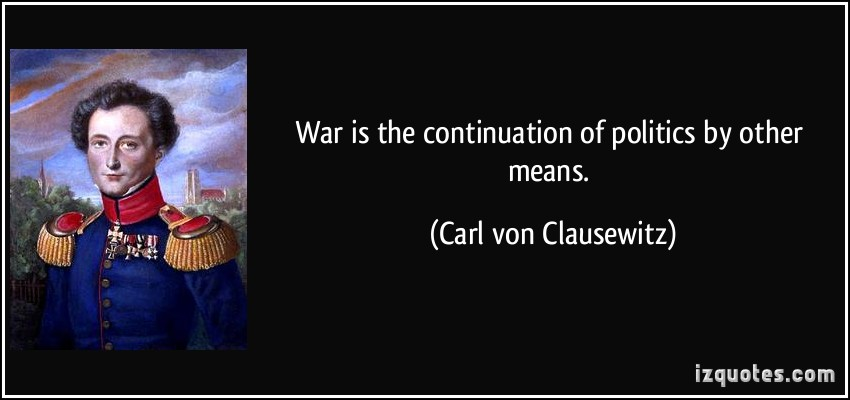 War is the continuation of politics by other
means.
(Carl von Clausewitz)
izquotes.com